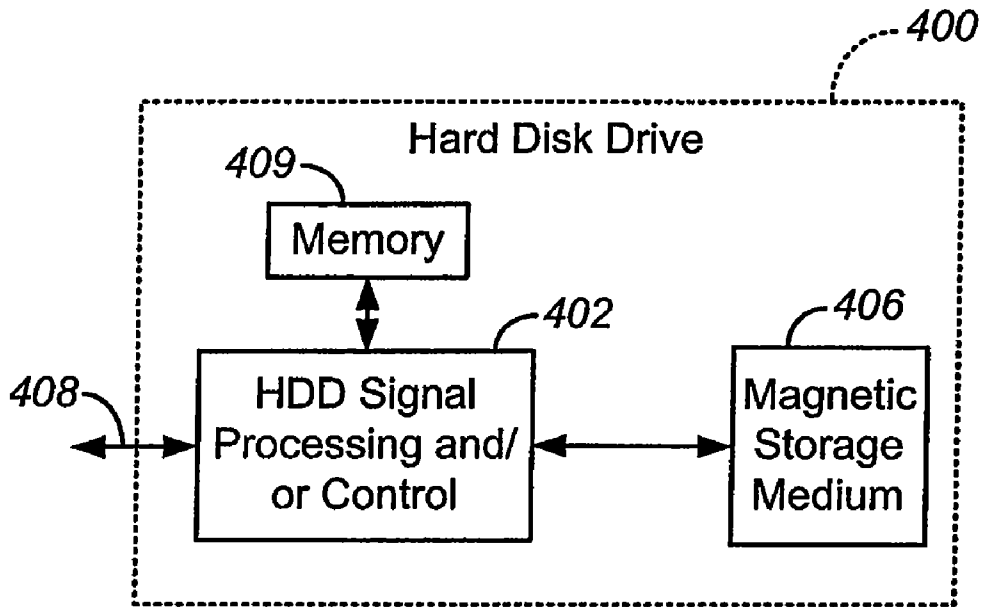 400
Hard Disk Drive
409
Memory
402
406
408
HDD Signal
Processing and/
or Control
Magnetic
Storage
Medium